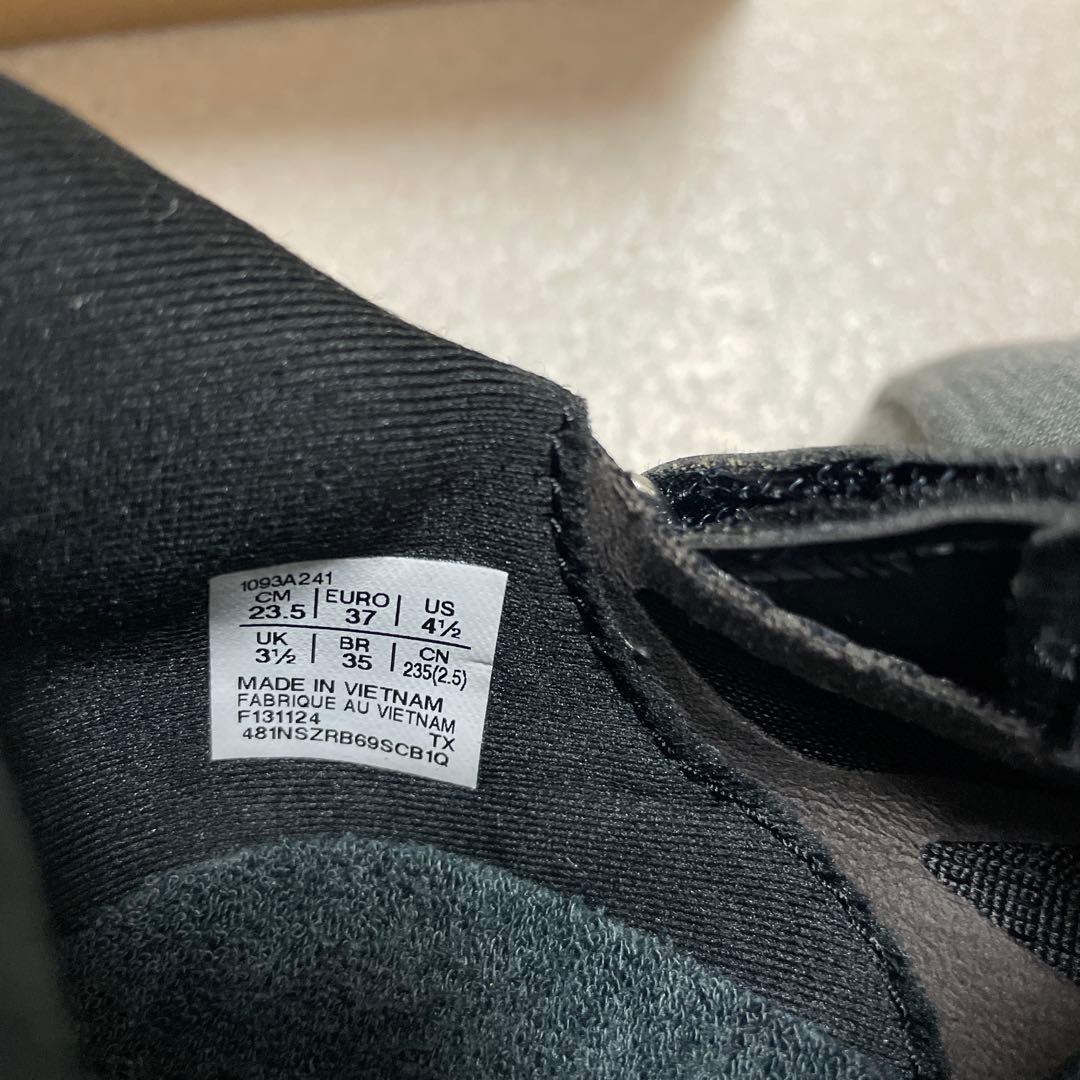 1093A241
CM 23.5 | EURO 37 | US 4½
UK 3½ | BR 35 | CN 235(2.5)
MADE IN VIETNAM
FABRIQUE AU VIETNAM
F131124 TX
481NSZRB69SCB1Q